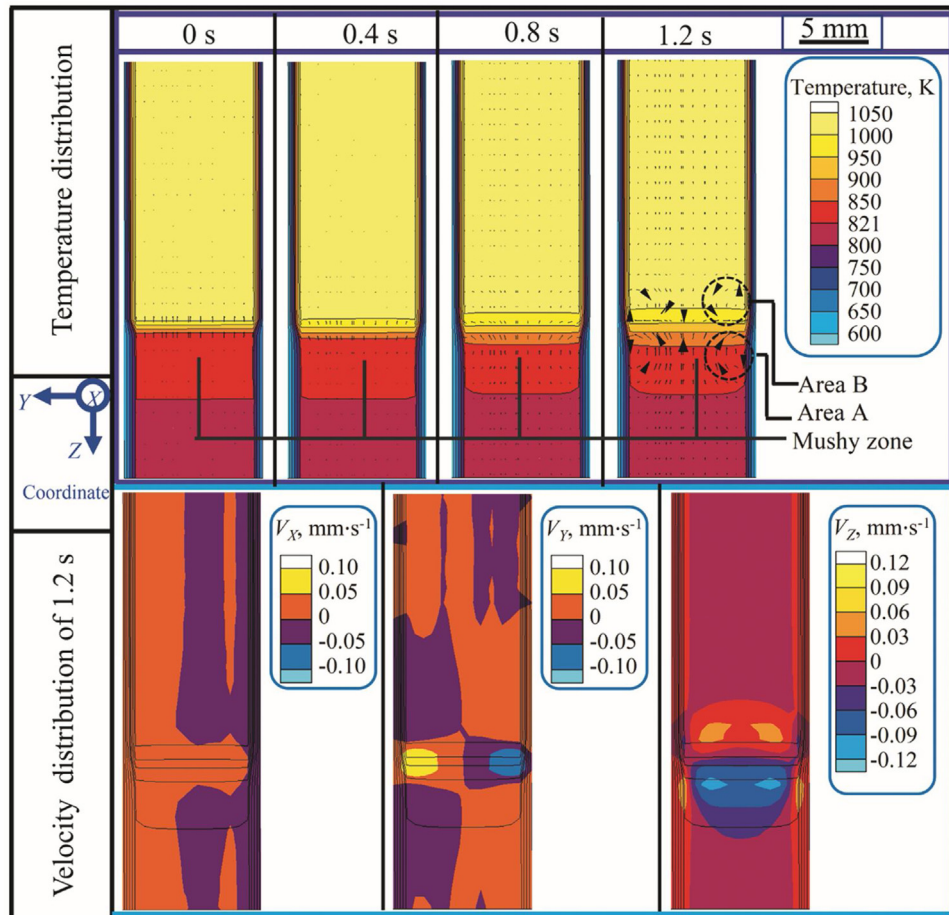 0 s 0.4 s 0.8 s 1.2 s 5 mm
Temperature distribution
Temperature, K
1050
1000
950
900
850
821
800
750
700
650
600
Area B
Area A
Mushy zone
Y X
Z
Coordinate
Velocity distribution of 1.2 s
V_X, mm·s⁻¹
0.10
0.05
0
-0.05
-0.10
V_Y, mm·s⁻¹
0.10
0.05
0
-0.05
-0.10
V_Z, mm·s⁻¹
0.12
0.09
0.06
0.03
0
-0.03
-0.06
-0.09
-0.12